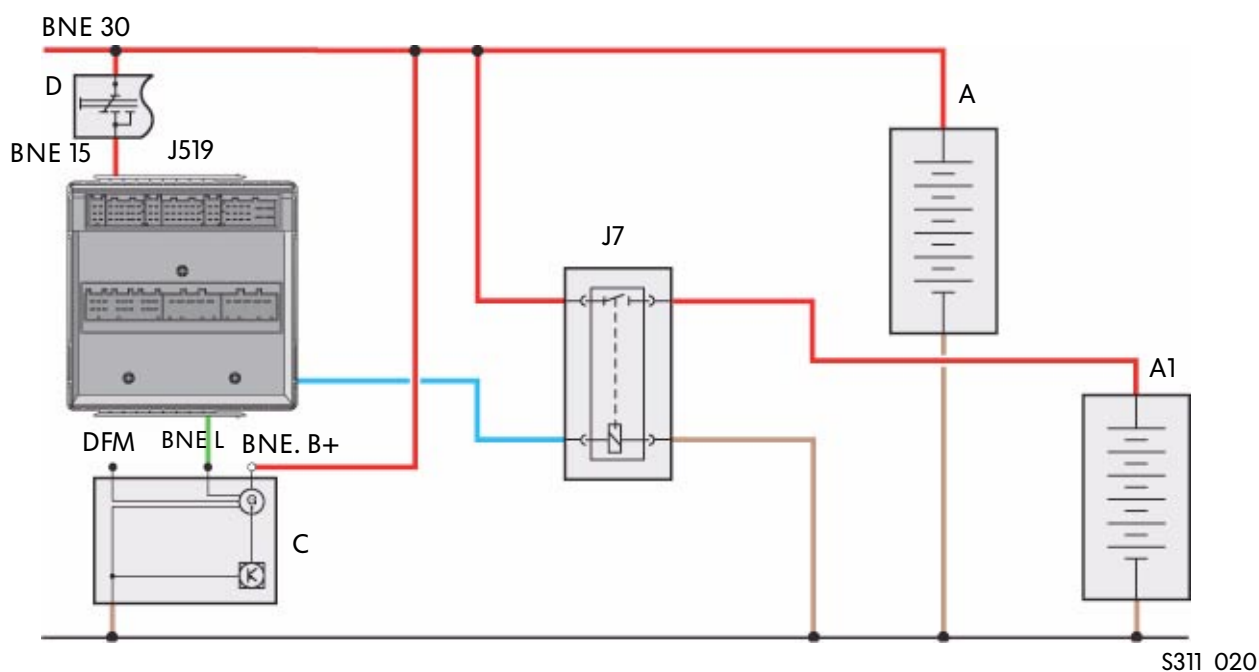 BNE 30
D
A
BNE 15
J519
J7
A1
DFM
BNE L
BNE. B+
G
C
K
S311_020